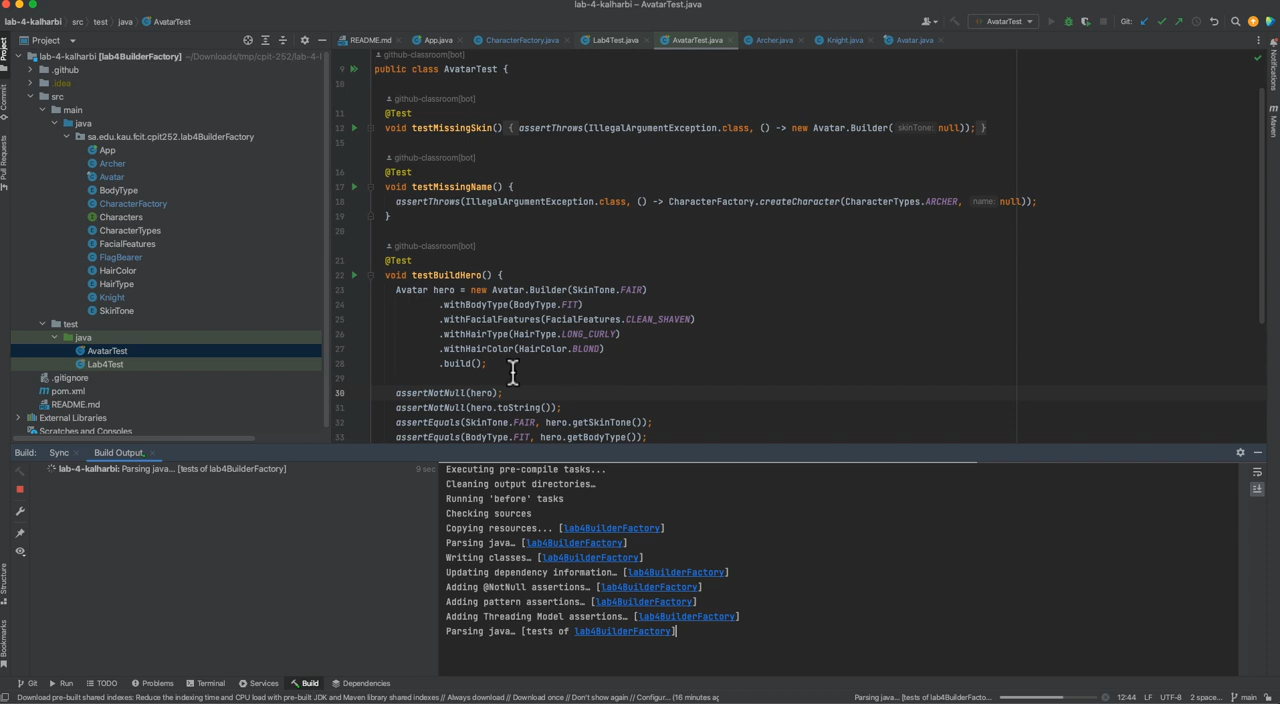 lab-4-kalharbi – AvatarTest.java
lab-4-kalharbi › src › test › java › AvatarTest
AvatarTest
Git:
Project
README.md
App.java
CharacterFactory.java
Lab4Test.java
AvatarTest.java
Archer.java
Knight.java
Avatar.java
Project
Commit
Pull Requests
Structure
Bookmarks
Notifications
Maven
lab-4-kalharbi [lab4BuilderFactory] ~/Downloads/tmp/cpit-252/lab-4-l
.github
.idea
src
main
java
sa.edu.kau.fcit.cpit252.lab4BuilderFactory
App
Archer
Avatar
BodyType
CharacterFactory
Characters
CharacterTypes
FacialFeatures
FlagBearer
HairColor
HairType
Knight
SkinTone
test
java
AvatarTest
Lab4Test
.gitignore
pom.xml
README.md
External Libraries
Scratches and Consoles
github-classroom[bot]
9 public class AvatarTest {
10
github-classroom[bot]
11 @Test
12 void testMissingSkin() { assertThrows(IllegalArgumentException.class, () -> new Avatar.Builder( skinTone: null)); }
15
github-classroom[bot]
16 @Test
17 void testMissingName() {
18 assertThrows(IllegalArgumentException.class, () -> CharacterFactory.createCharacter(CharacterTypes.ARCHER, name: null));
19 }
20
github-classroom[bot]
21 @Test
22 void testBuildHero() {
23 Avatar hero = new Avatar.Builder(SkinTone.FAIR)
24 .withBodyType(BodyType.FIT)
25 .withFacialFeatures(FacialFeatures.CLEAN_SHAVEN)
26 .withHairType(HairType.LONG_CURLY)
27 .withHairColor(HairColor.BLOND)
28 .build();
29
30 assertNotNull(hero);
31 assertNotNull(hero.toString());
32 assertEquals(SkinTone.FAIR, hero.getSkinTone());
33 assertEquals(BodyType.FIT, hero.getBodyType());
Build: Sync Build Output
lab-4-kalharbi: Parsing java… [tests of lab4BuilderFactory] 9 sec
Executing pre-compile tasks...
Cleaning output directories…
Running 'before' tasks
Checking sources
Copying resources... [lab4BuilderFactory]
Parsing java… [lab4BuilderFactory]
Writing classes… [lab4BuilderFactory]
Updating dependency information… [lab4BuilderFactory]
Adding @NotNull assertions… [lab4BuilderFactory]
Adding pattern assertions… [lab4BuilderFactory]
Adding Threading Model assertions… [lab4BuilderFactory]
Parsing java… [tests of lab4BuilderFactory]
Git Run TODO Problems Terminal Services Build Dependencies
Download pre-built shared indexes: Reduce the indexing time and CPU load with pre-built JDK and Maven library shared indexes // Always download // Download once // Don't show again // Configur... (16 minutes ag
Parsing java… [tests of lab4BuilderFacto...
12:44 LF UTF-8 2 space... main